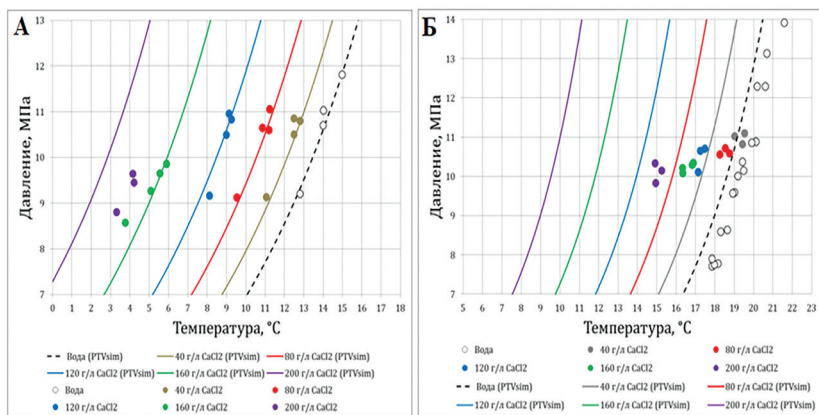 А
Давление, МПа
13
12
11
10
9
8
7
0 1 2 3 4 5 6 7 8 9 10 11 12 13 14 15 16 17 18
Температура, °С
Вода (PTVsim) 40 г/л CaCl2 (PTVsim) 80 г/л CaCl2 (PTVsim)
120 г/л CaCl2 (PTVsim) 160 г/л CaCl2 (PTVsim) 200 г/л CaCl2 (PTVsim)
Вода 40 г/л CaCl2 80 г/л CaCl2
120 г/л CaCl2 160 г/л CaCl2 200 г/л CaCl2
Б
Давление, МПа
14
13
12
11
10
9
8
7
5 6 7 8 9 10 11 12 13 14 15 16 17 18 19 20 21 22 23
Температура, °С
Вода 40 г/л CaCl2 80 г/л CaCl2
120 г/л CaCl2 160 г/л CaCl2 200 г/л CaCl2
Вода (PTVsim) 40 г/л CaCl2 (PTVsim) 80 г/л CaCl2 (PTVsim)
120 г/л CaCl2 (PTVsim) 160 г/л CaCl2 (PTVsim) 200 г/л CaCl2 (PTVsim)